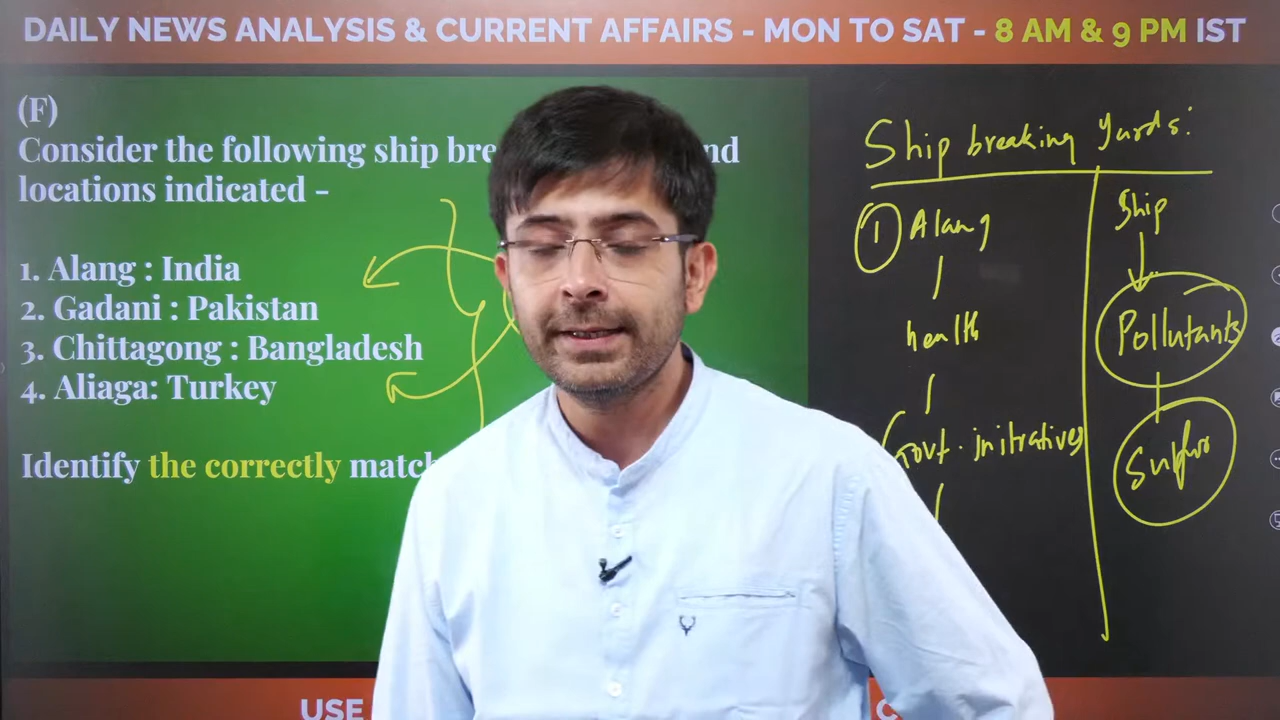 DAILY NEWS ANALYSIS & CURRENT AFFAIRS - MON TO SAT - 8 AM & 9 PM IST
(F)
Consider the following ship bre nd
locations indicated -
1. Alang : India
2. Gadani : Pakistan
3. Chittagong : Bangladesh
4. Aliaga: Turkey
Identify the correctly match
Ship breaking Yards:
1 Alang
health
Govt. initiatives
Ship
Pollutants
Sulfur
USE C